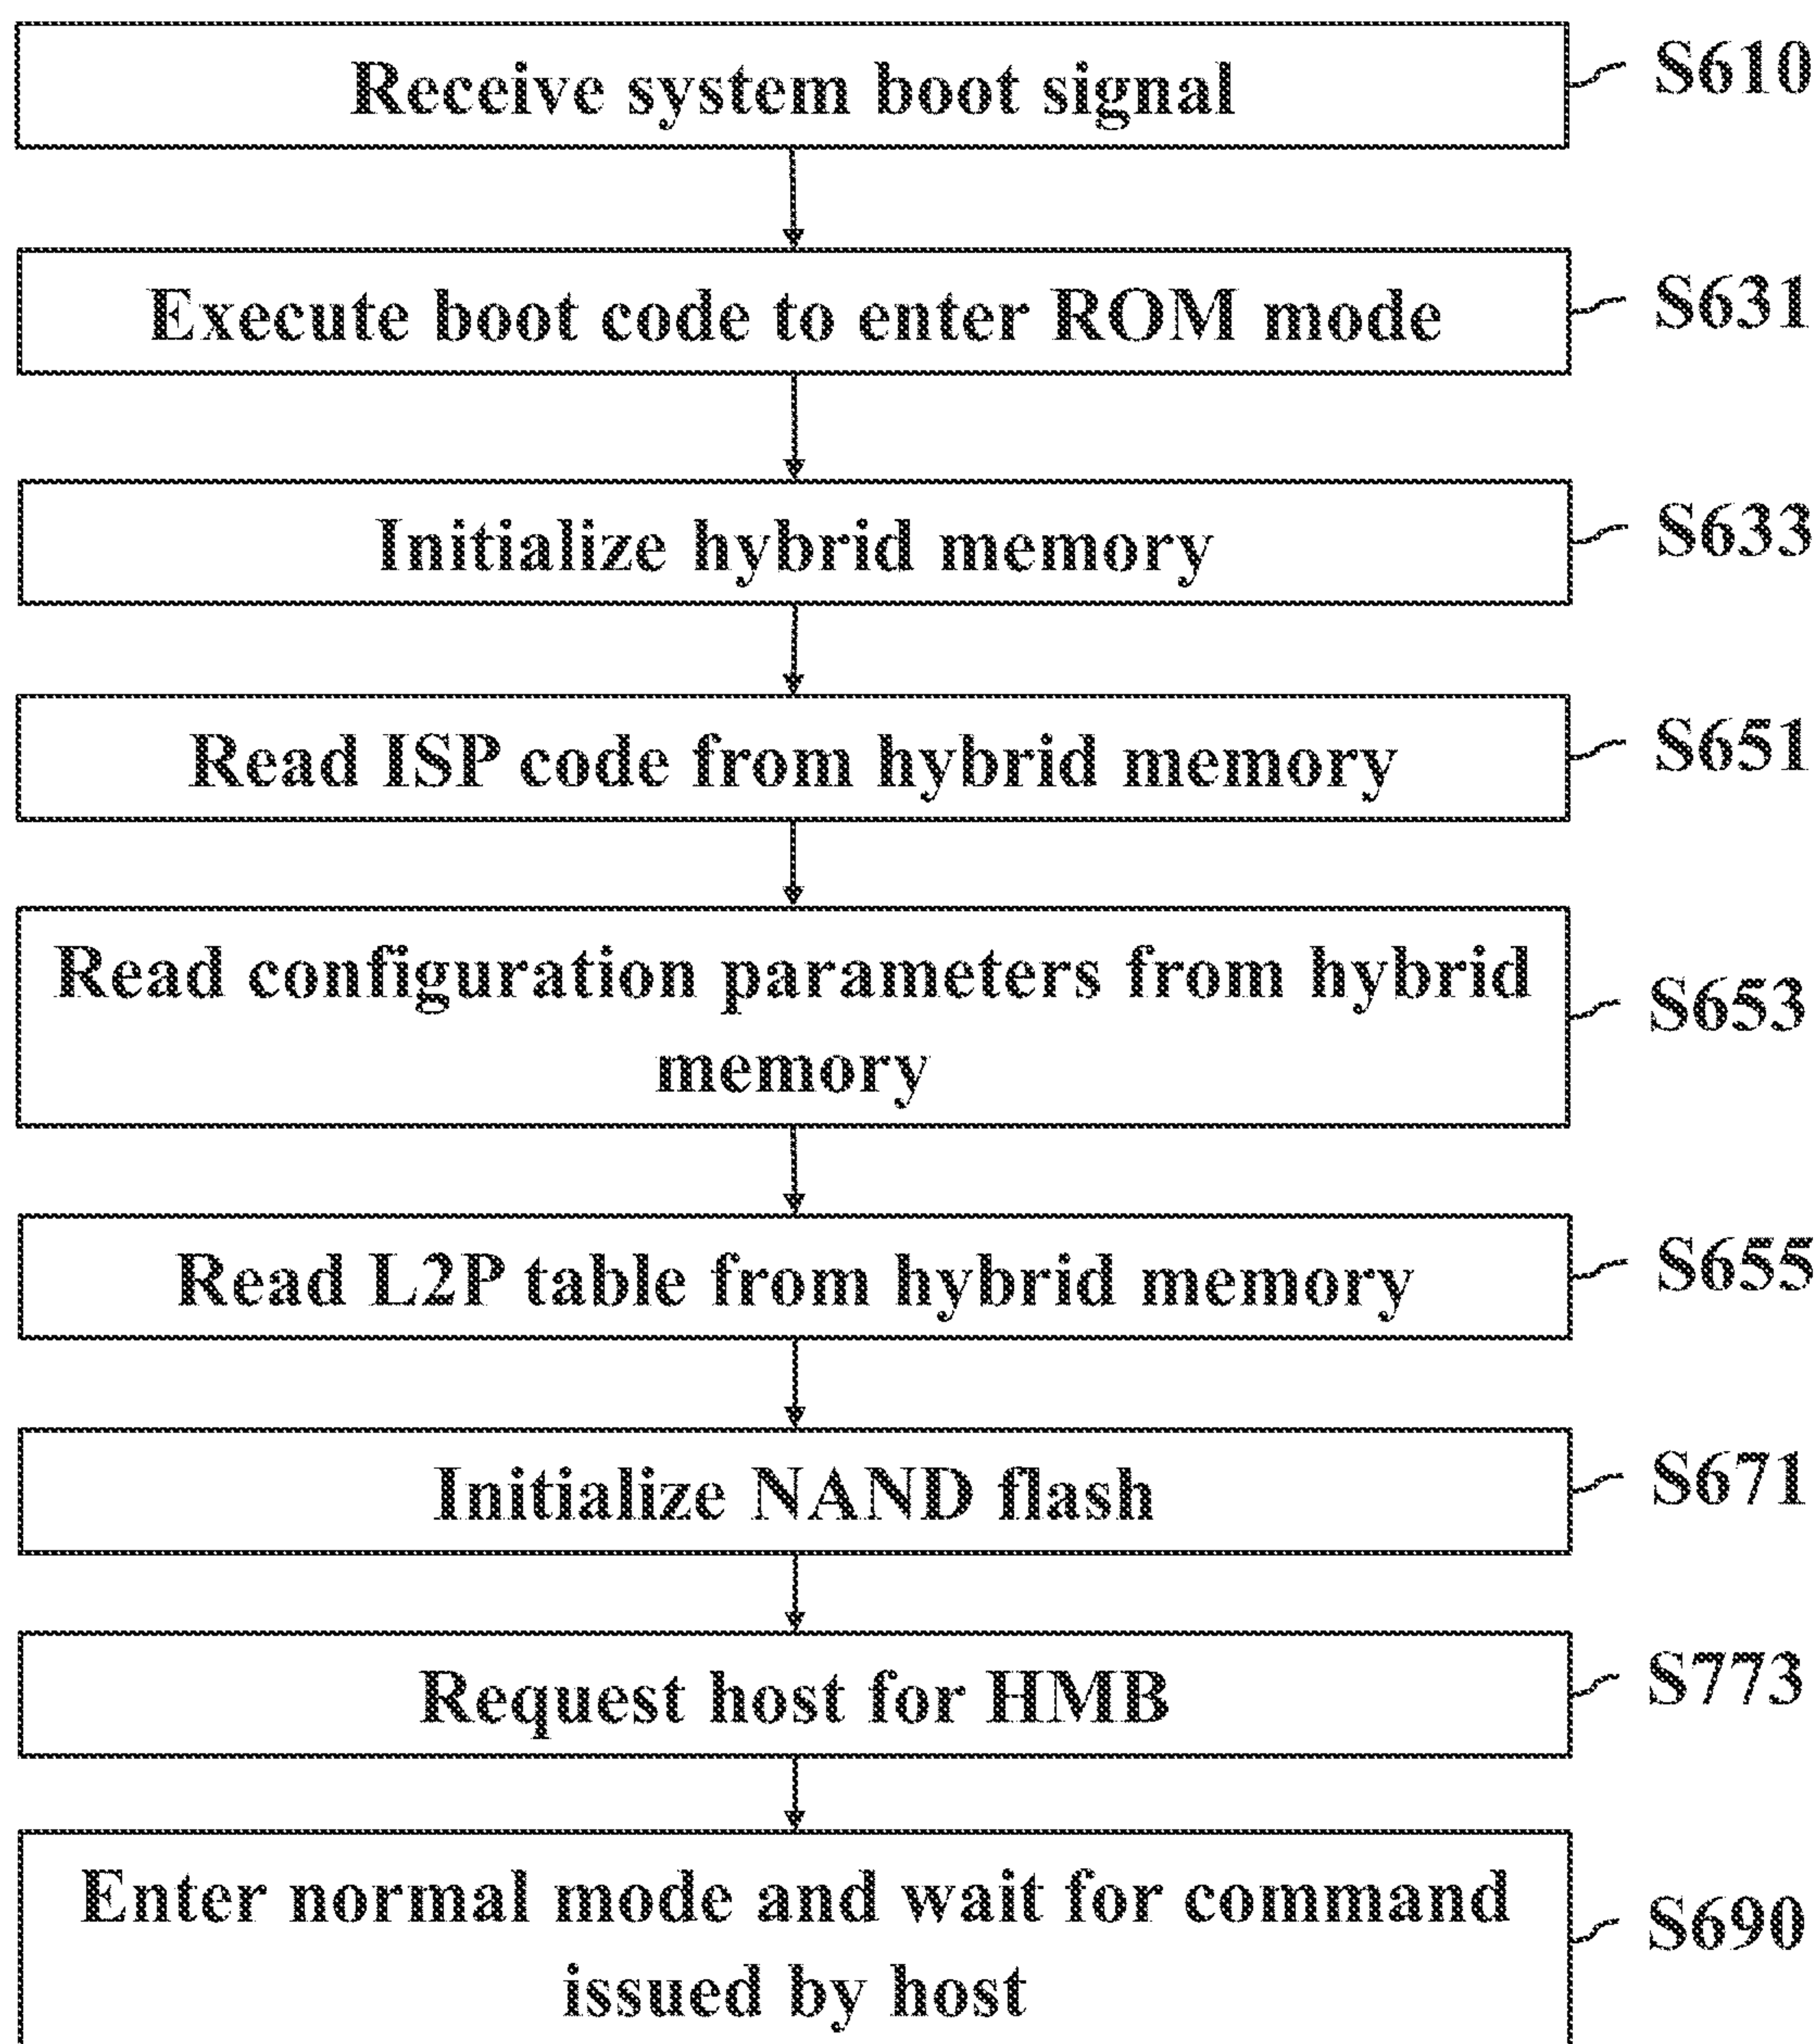 Receive system boot signal
S610
Execute boot code to enter ROM mode
S631
Initialize hybrid memory
S633
Read ISP code from hybrid memory
S651
Read configuration parameters from hybrid
memory
S653
Read L2P table from hybrid memory
S655
Initialize NAND flash
S671
Request host for HMB
S773
Enter normal mode and wait for command
issued by host
S690